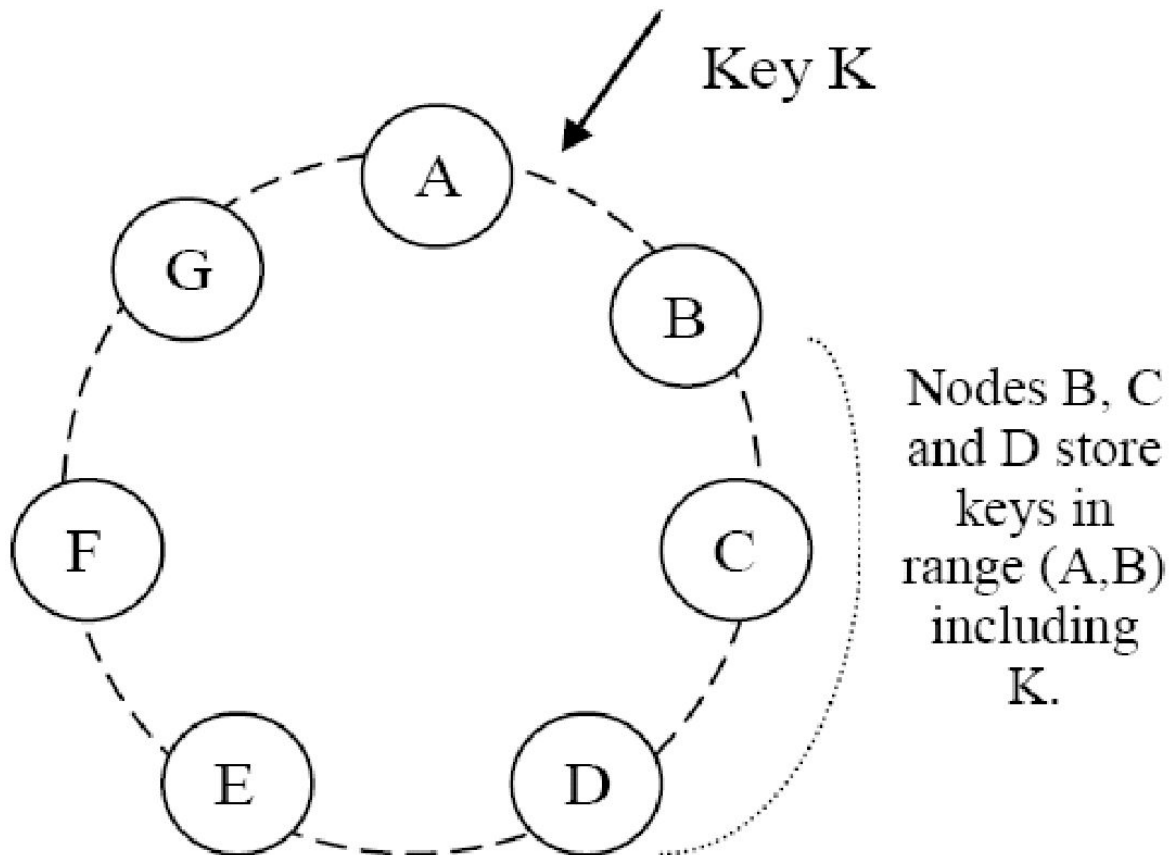 Key K
A
G
B
Nodes B, C
and D store
keys in
range (A,B)
including
K.
F
C
E
D